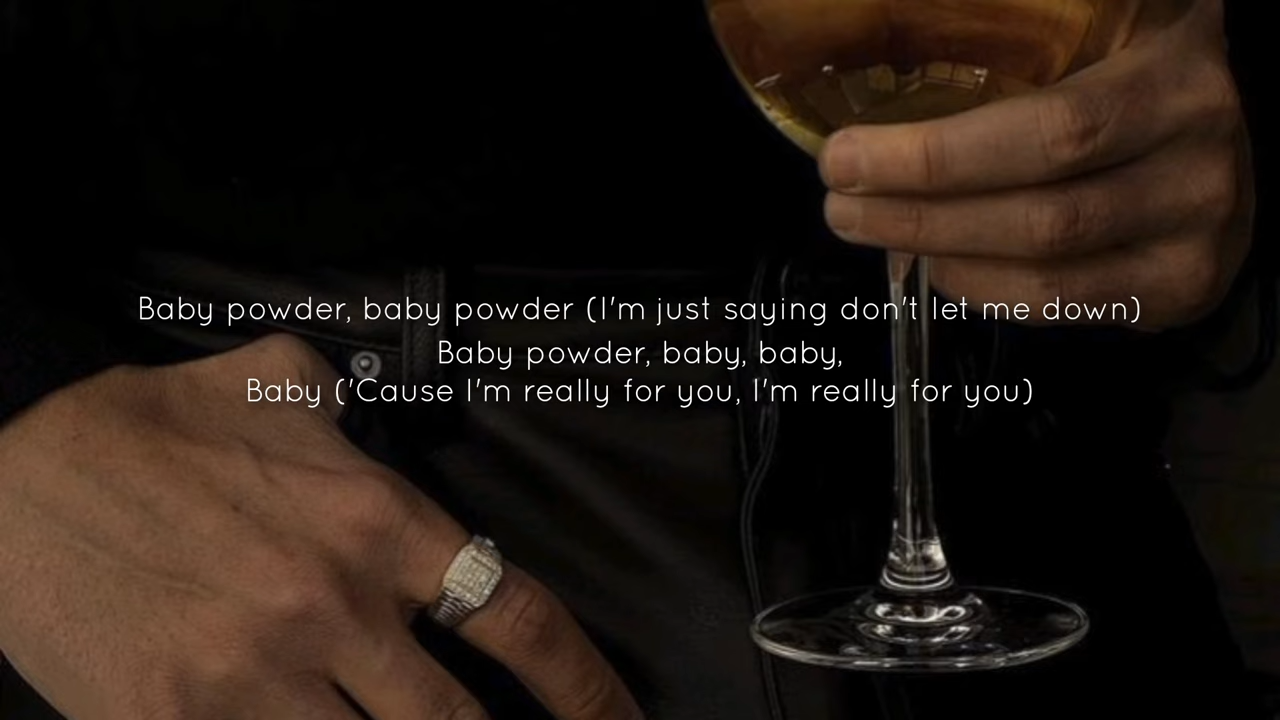 Baby powder, baby powder (I'm just saying don't let me down)
Baby powder, baby, baby,
Baby ('Cause I'm really for you, I'm really for you)